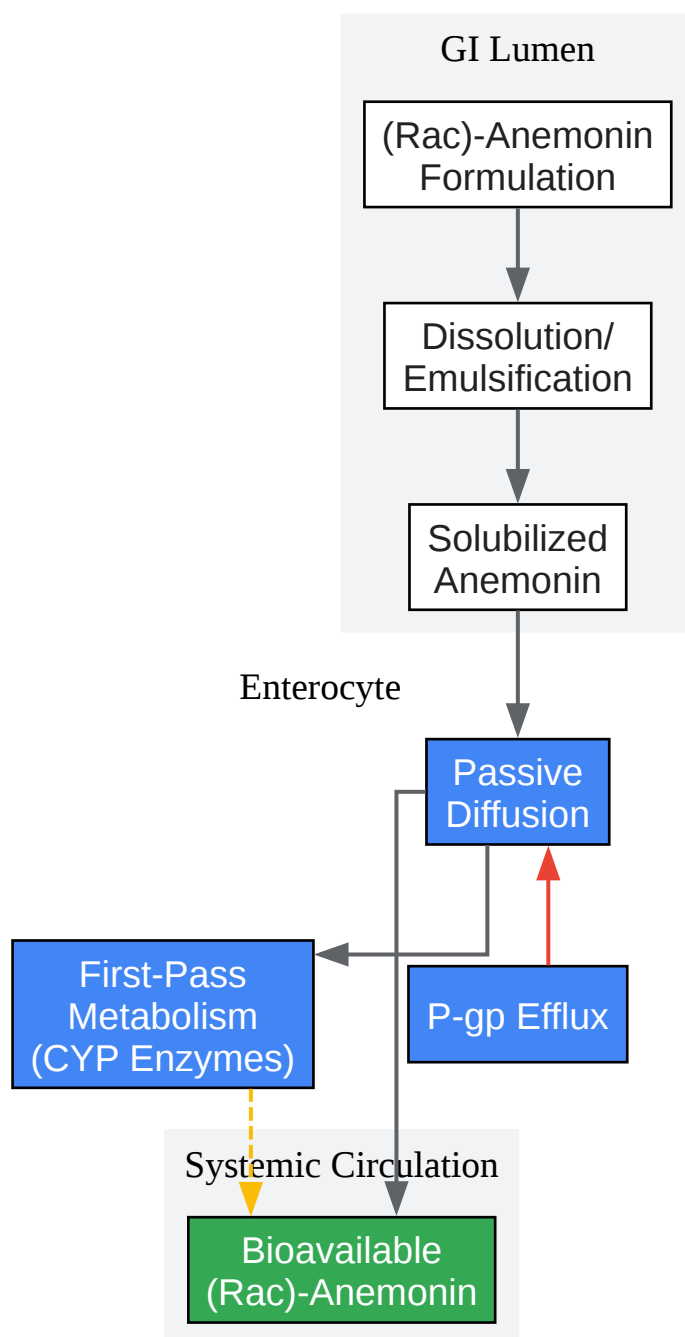 GI Lumen
(Rac)-Anemonin
Formulation
Dissolution/
Emulsification
Solubilized
Anemonin
Enterocyte
Passive
Diffusion
First-Pass
Metabolism
(CYP Enzymes)
P-gp Efflux
Systemic Circulation
Bioavailable
(Rac)-Anemonin